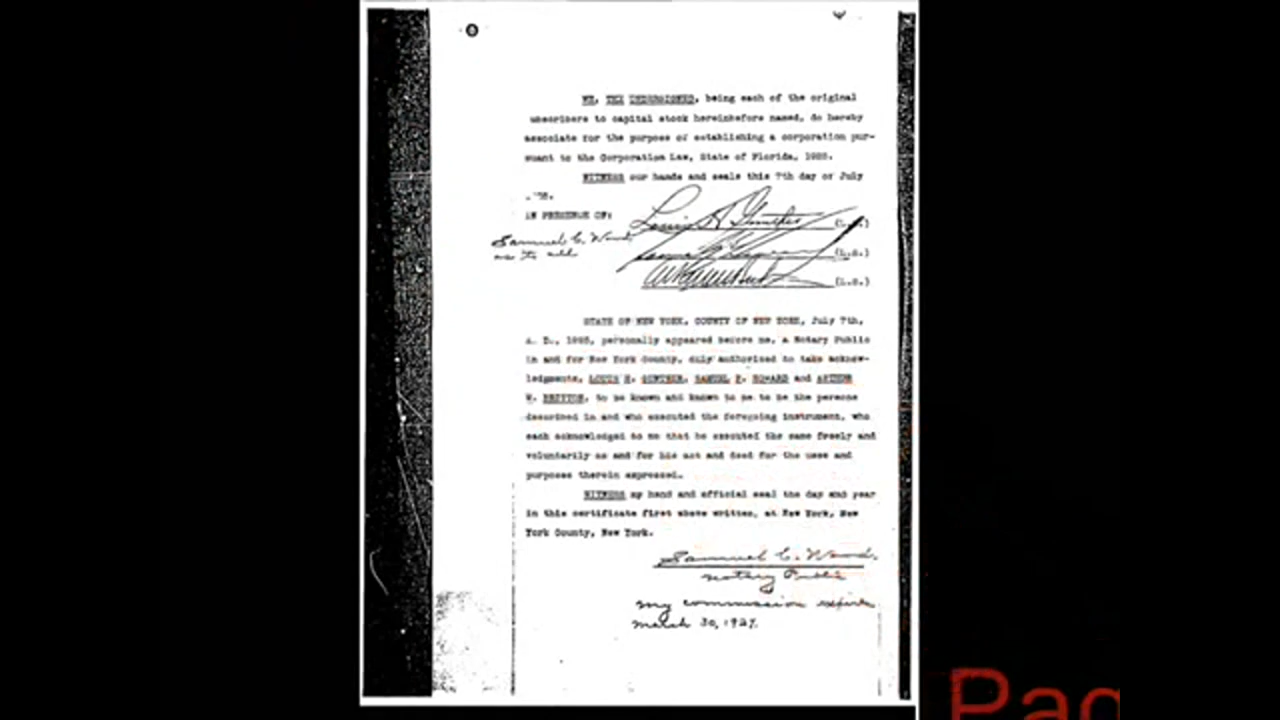 WE, THE UNDERSIGNED, being each of the original
ubscribers to capital stock hereinbefore named, do hereby
associate for the purpose of establishing a corporation pur-
suant to the Corporation Law, State of Florida, 1925.
WITNESS our hands and seals this 7th day of July
IN PRESENCE OF:
Samuel C. Wood
as to all
(L.S.)
(L.S.)
(L.S.)
STATE OF NEW YORK, COUNTY OF NEW YORK, July 7th,
A. D., 1925, personally appeared before me, a Notary Public
in and for New York County, duly authorized to take acknow-
ledgments, LOUIS H. GUNTHER, SAMUEL F. HOWARD and ARTHUR
W. BRITTON, to me known and known to me to be the persons
described in and who executed the foregoing instrument, who
each acknowledged to me that he executed the same freely and
voluntarily as and for his act and deed for the uses and
purposes therein expressed.
WITNESS my hand and official seal the day and year
in this certificate first above written, at New York, New
York County, New York.
Samuel C. Wood.
Notary Public
My commission expires
March 30, 1927.
Pag